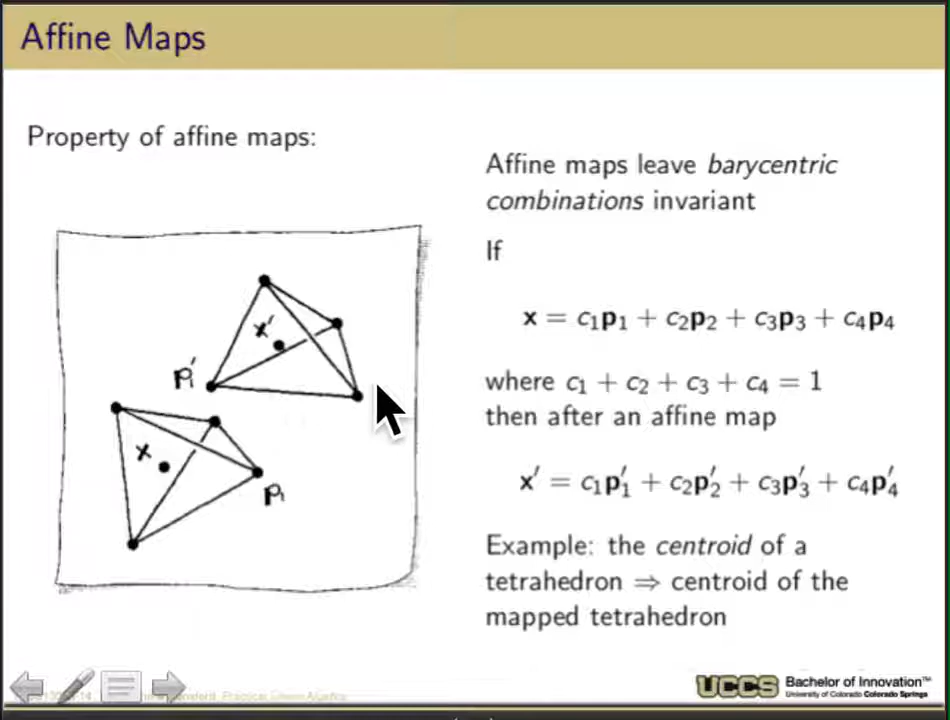 Affine Maps
Property of affine maps:
Affine maps leave barycentric
combinations invariant
If
x = c₁p₁ + c₂p₂ + c₃p₃ + c₄p₄
where c₁ + c₂ + c₃ + c₄ = 1
then after an affine map
x′ = c₁p′₁ + c₂p′₂ + c₃p′₃ + c₄p′₄
Example: the centroid of a
tetrahedron ⇒ centroid of the
mapped tetrahedron
x′
p′₁
x
p₁
UCCS
Bachelor of Innovation™
University of Colorado Colorado Springs